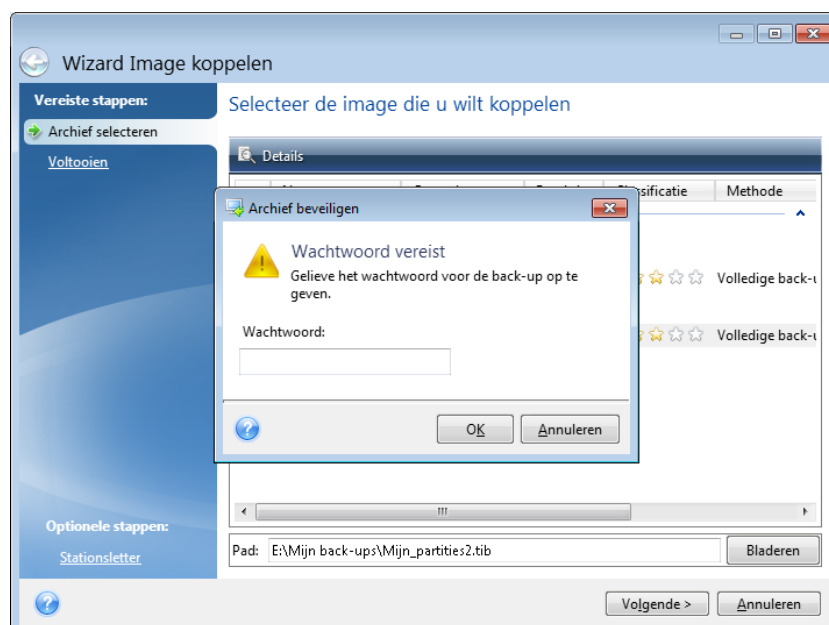 Wizard Image koppelen
Vereiste stappen:
Archief selecteren
Voltooien
Selecteer de image die u wilt koppelen
Details
Methode
Archief beveiligen
Wachtwoord vereist
Gelieve het wachtwoord voor de back-up op te
geven.
Volledige back-u
Wachtwoord:
Volledige back-u
OK
Annuleren
Optionele stappen:
Stationsletter
Pad: E:\Mijn back-ups\Mijn_partities2.tib
Bladeren
Volgende >
Annuleren